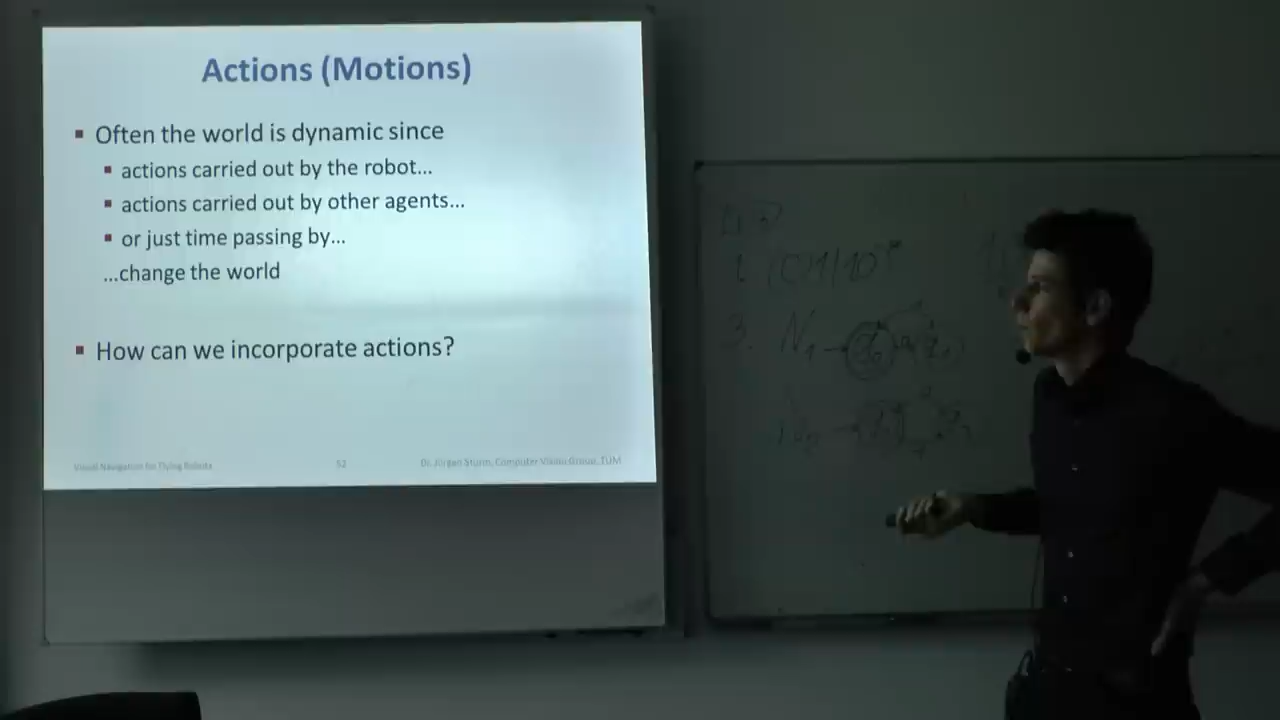 Actions (Motions)
▪ Often the world is dynamic since
▪ actions carried out by the robot...
▪ actions carried out by other agents...
▪ or just time passing by...
...change the world
▪ How can we incorporate actions?
Visual Navigation for Flying Robots 52 Dr. Jürgen Sturm, Computer Vision Group, TUM
3. N₁